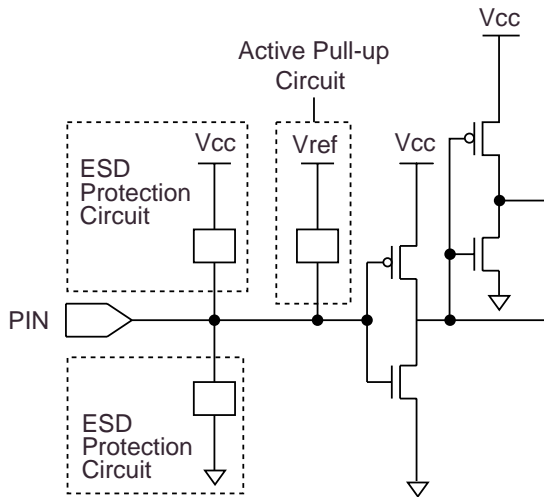 Vcc
Active Pull-up
Circuit
Vcc
Vref
Vcc
ESD
Protection
Circuit
PIN
ESD
Protection
Circuit